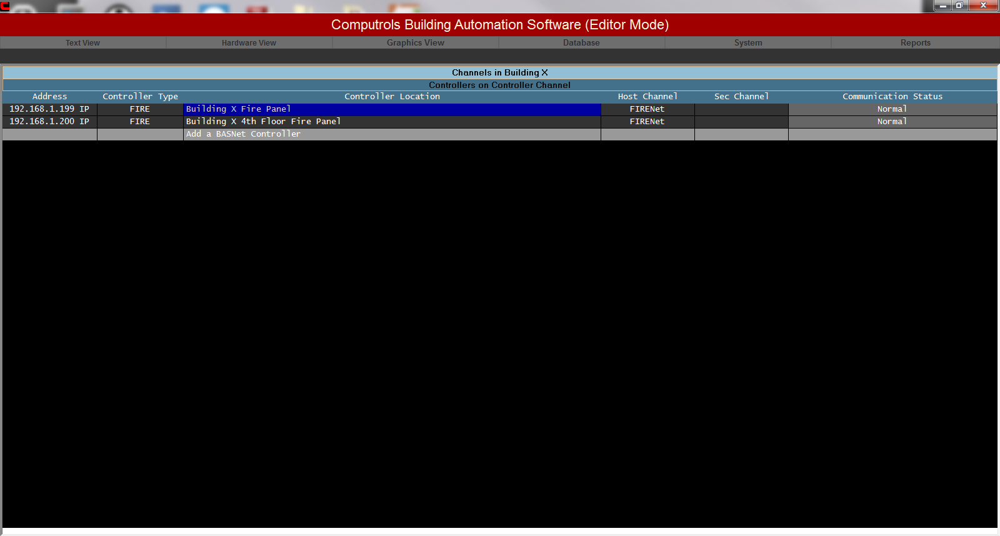 Computrols Building Automation Software (Editor Mode)
Text View Hardware View Graphics View Database System Reports
Channels in Building X
Controllers on Controller Channel
Address Controller Type Controller Location Host Channel Sec Channel Communication Status
192.168.1.199 IP FIRE Building X Fire Panel FIRENet Normal
192.168.1.200 IP FIRE Building X 4th Floor Fire Panel FIRENet Normal
Add a BASNet Controller